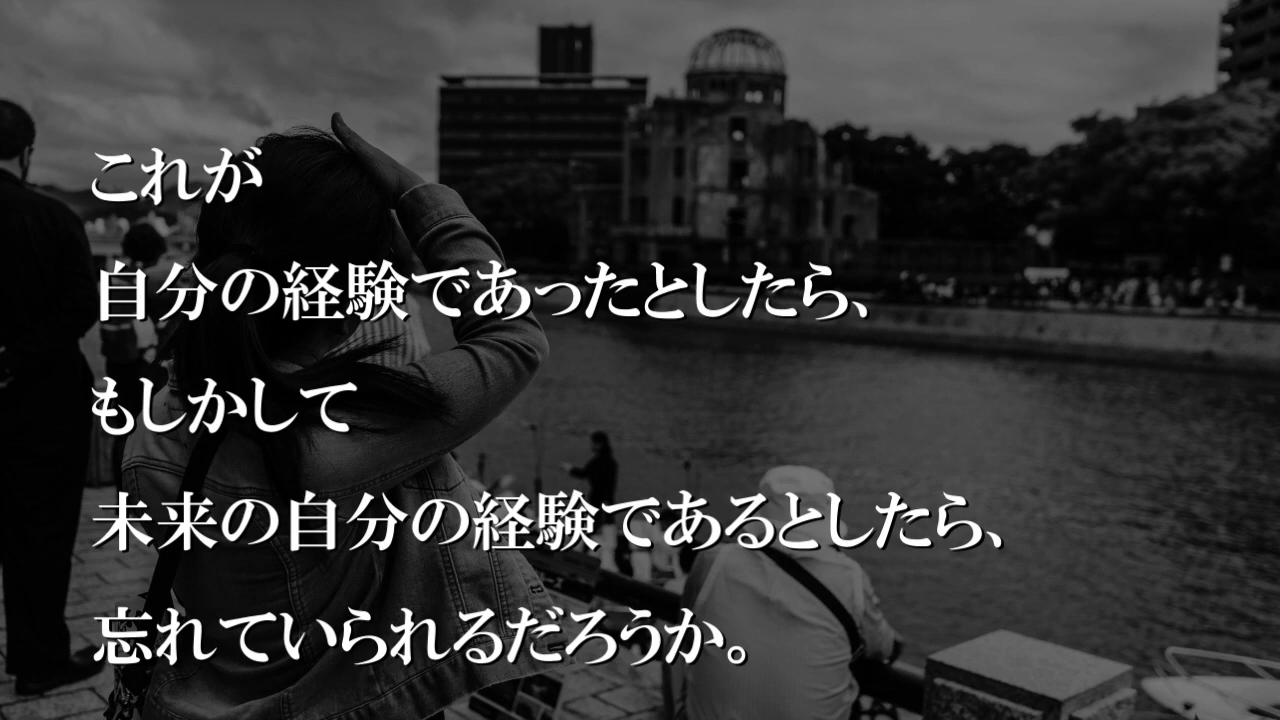 これが
自分の経験であったとしたら、
もしかして
未来の自分の経験であるとしたら、
忘れていられるだろうか。